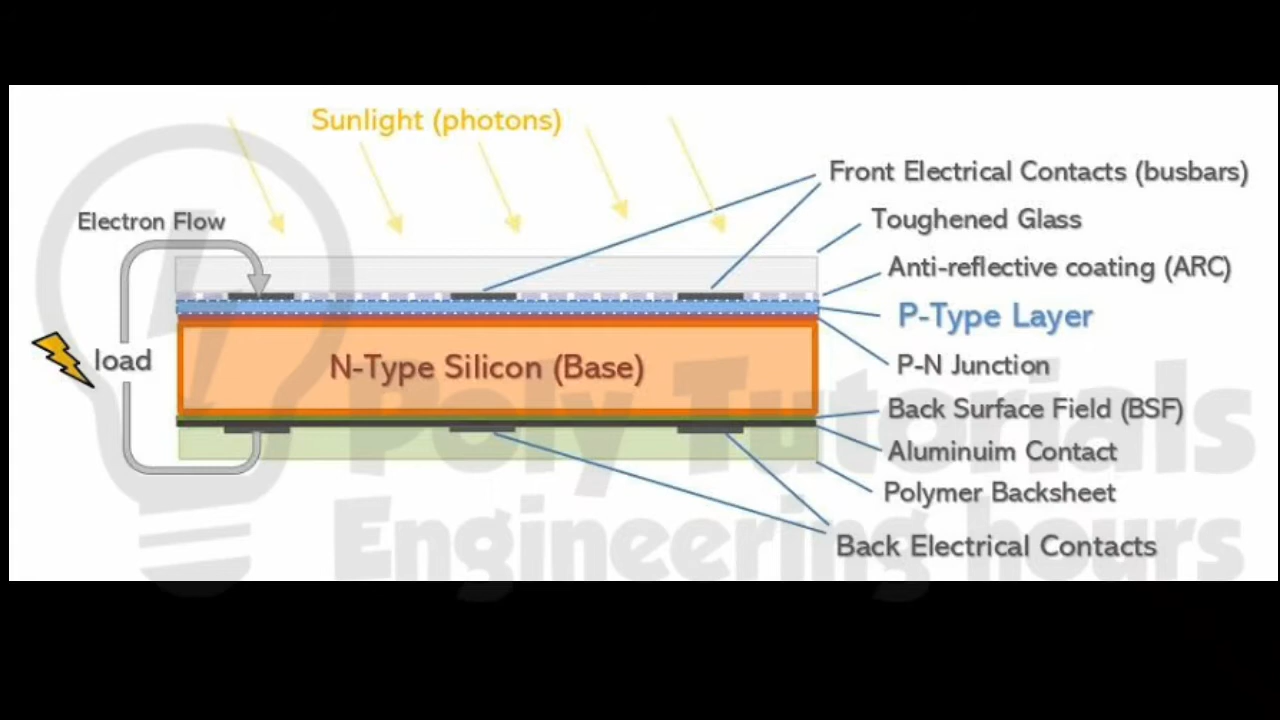 Sunlight (photons)
Front Electrical Contacts (busbars)
Electron Flow
Toughened Glass
Anti-reflective coating (ARC)
P-Type Layer
load
N-Type Silicon (Base)
P-N Junction
Back Surface Field (BSF)
Aluminuim Contact
Polymer Backsheet
Back Electrical Contacts
Poly Tutorials
Engineering hours